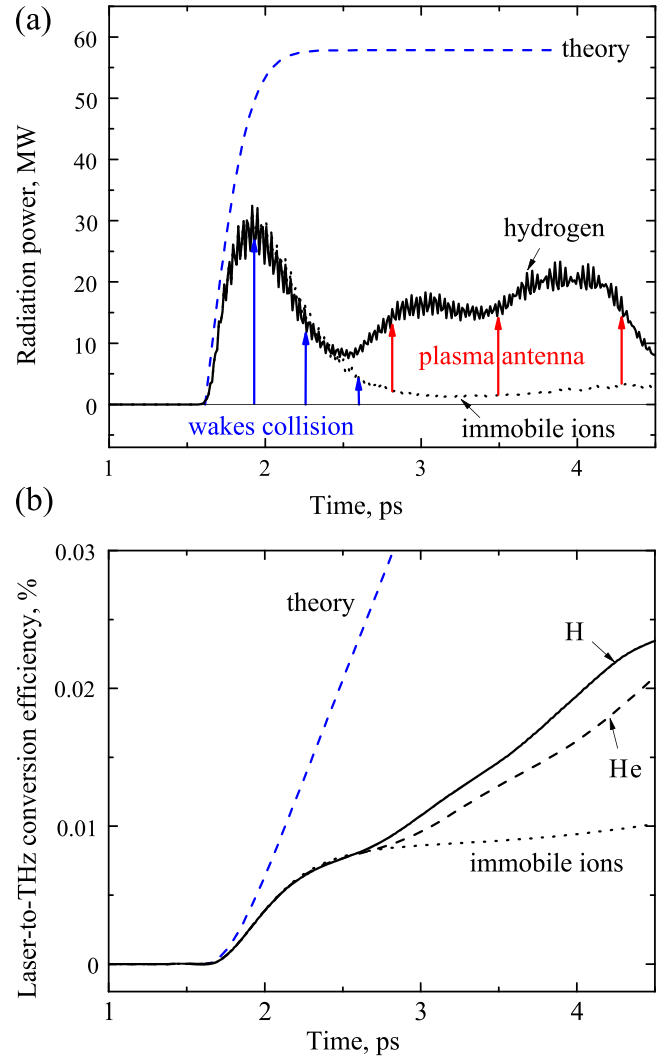 (a)
60
50
40
30
20
10
0
Radiation power, MW
theory
hydrogen
plasma antenna
wakes collision
immobile ions
1
2
3
4
Time, ps
(b)
0.03
0.02
0.01
0
Laser-to-THz conversion efficiency, %
theory
H
He
immobile ions
1
2
3
4
Time, ps